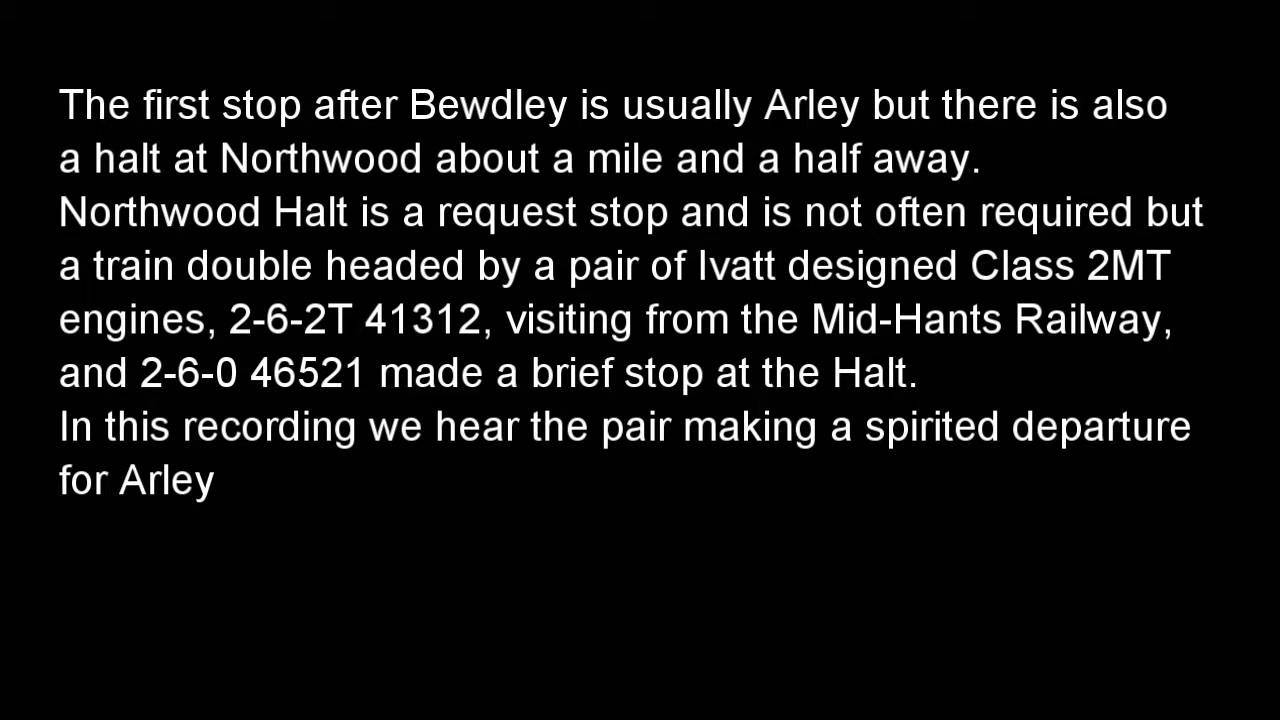 The first stop after Bewdley is usually Arley but there is also
a halt at Northwood about a mile and a half away.
Northwood Halt is a request stop and is not often required but
a train double headed by a pair of Ivatt designed Class 2MT
engines, 2-6-2T 41312, visiting from the Mid-Hants Railway,
and 2-6-0 46521 made a brief stop at the Halt.
In this recording we hear the pair making a spirited departure
for Arley